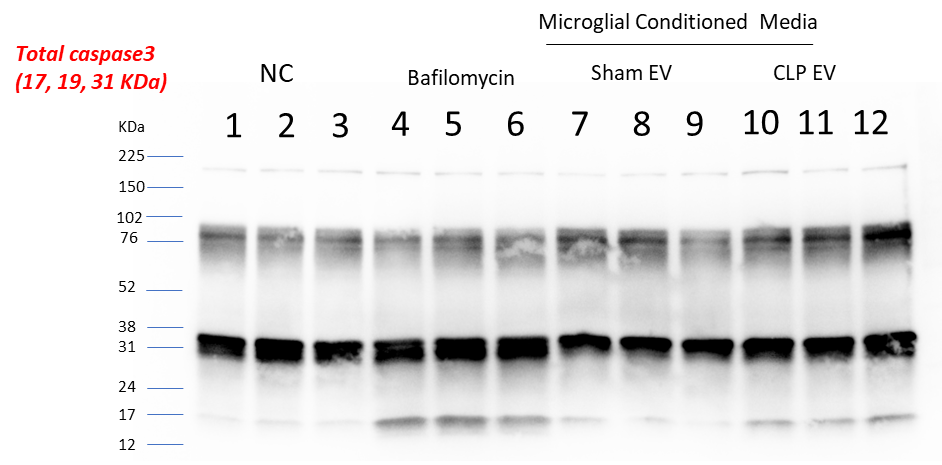 Microglial Conditioned Media
Total caspase3
(17, 19, 31 KDa)
NC
Bafilomycin
Sham EV
CLP EV
KDa
1 2 3 4 5 6 7 8 9 10 11 12
225
150
102
76
52
38
31
24
17
12